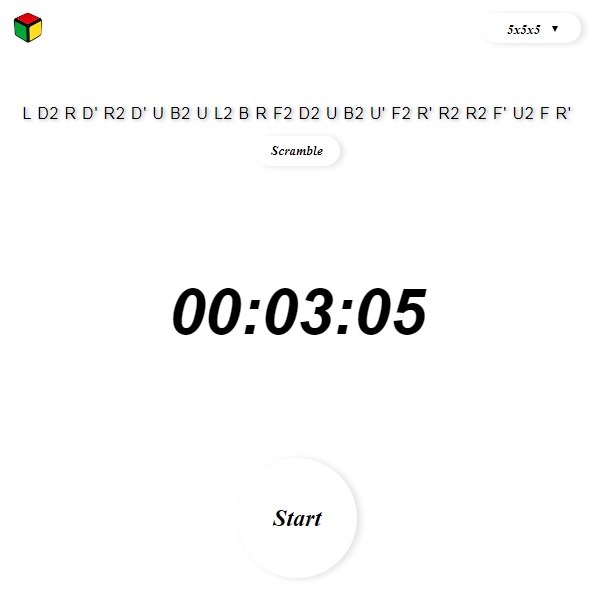 5x5x5 ▼
L D2 R D' R2 D' U B2 U L2 B R F2 D2 U B2 U' F2 R' R2 R2 F' U2 F R'
Scramble
00:03:05
Start